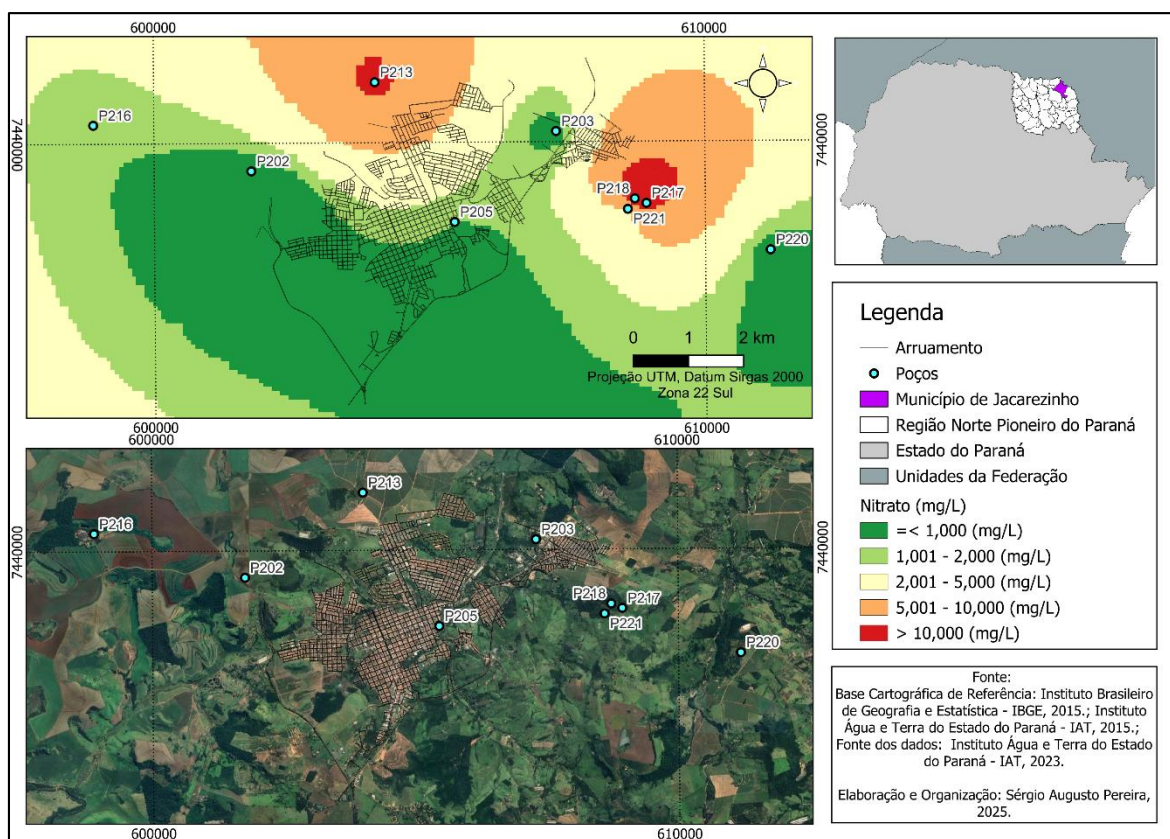 600000
610000
P213
P216
P203
7440000
7440000
P202
P218
P217
P205
P221
P220
0 1 2 km
Projeção UTM, Datum Sirgas 2000
Zona 22 Sul
600000
610000
600000
610000
P213
P216
P203
7440000
7440000
P202
P218
P217
P221
P205
P220
600000
610000
Legenda
Arruamento
Poços
Município de Jacarezinho
Região Norte Pioneiro do Paraná
Estado do Paraná
Unidades da Federação
Nitrato (mg/L)
=< 1,000 (mg/L)
1,001 - 2,000 (mg/L)
2,001 - 5,000 (mg/L)
5,001 - 10,000 (mg/L)
> 10,000 (mg/L)
Fonte:
Base Cartográfica de Referência: Instituto Brasileiro
de Geografia e Estatística - IBGE, 2015.; Instituto
Água e Terra do Estado do Paraná - IAT, 2015.;
Fonte dos dados: Instituto Água e Terra do Estado
do Paraná - IAT, 2023.
Elaboração e Organização: Sérgio Augusto Pereira,
2025.